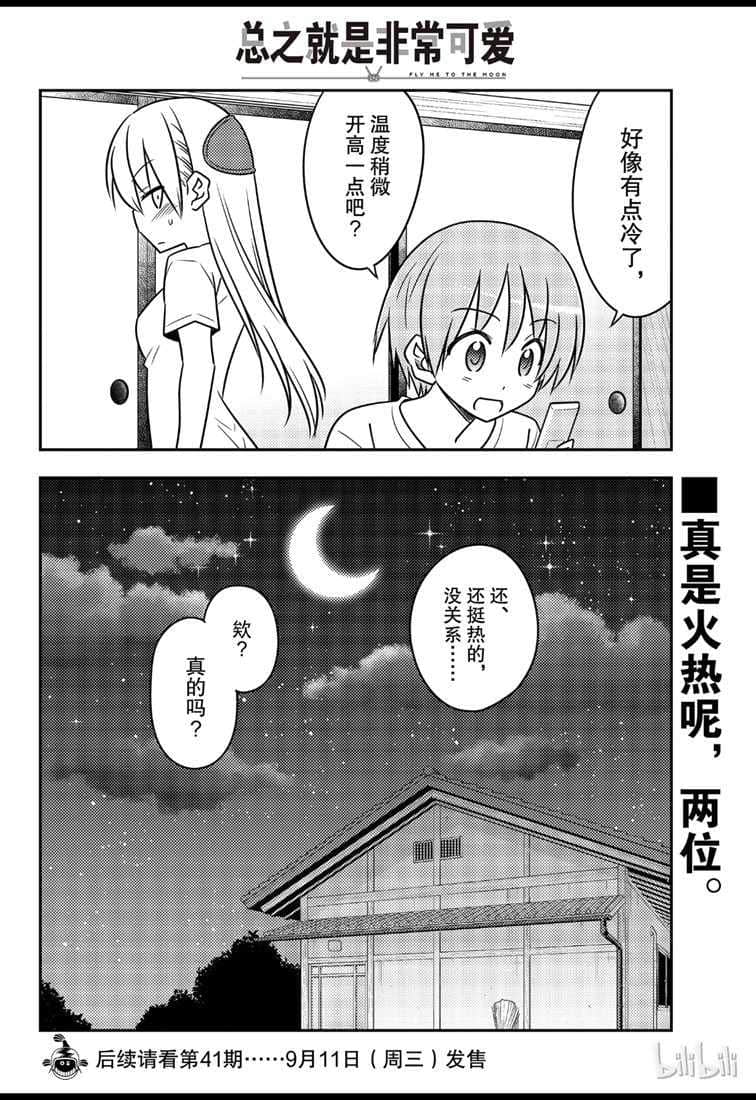 总之就是非常可爱
FLY ME TO THE MOON
好像有点冷了，
温度稍微
开高一点吧？
还、
还挺热的，
没关系……
欸？
真的吗？
■真是火热呢，两位。
后续请看第41期……9月11日（周三）发售
bilibili